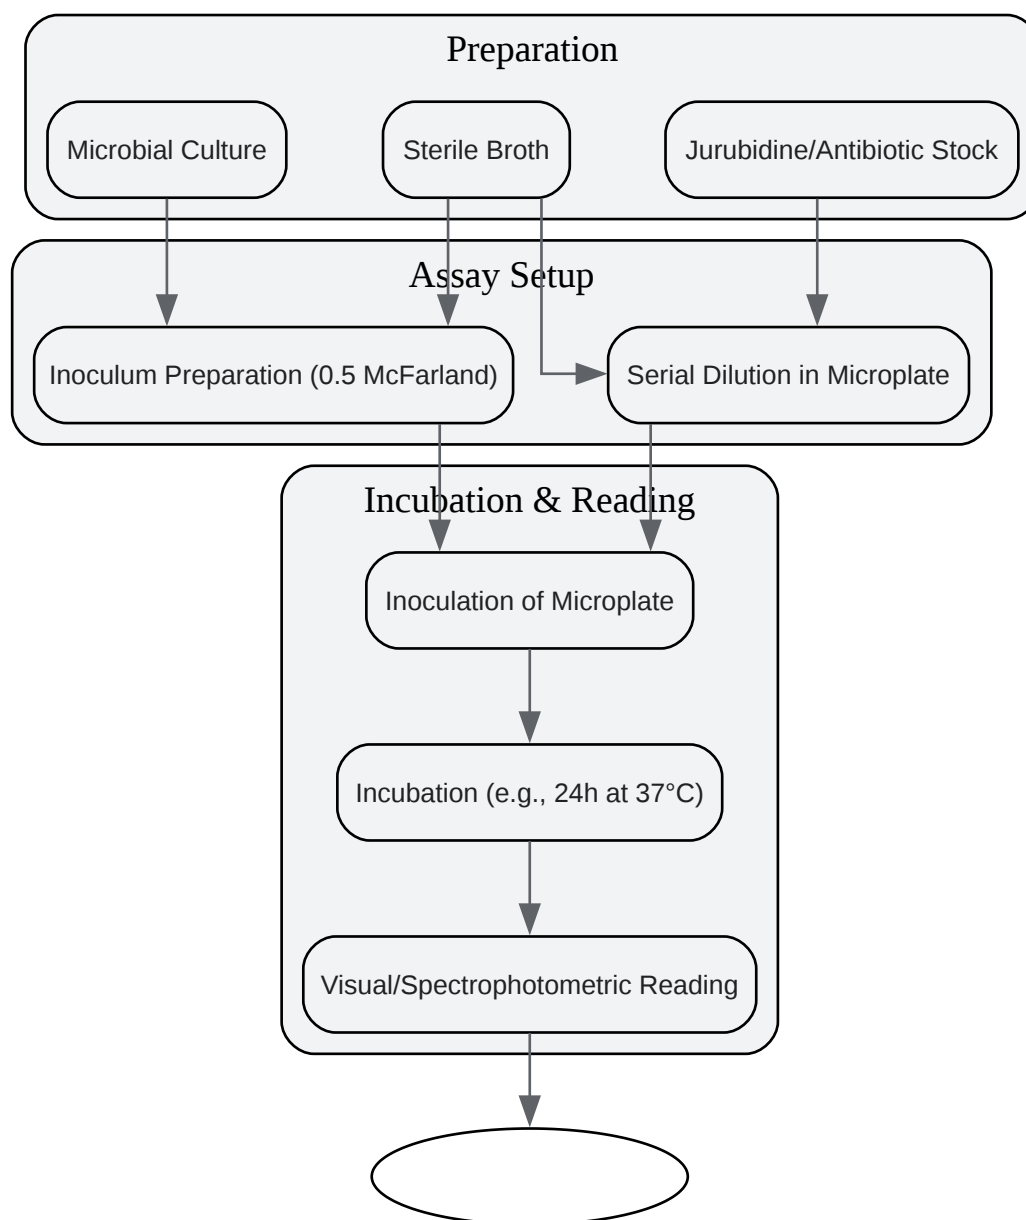 Preparation
Microbial Culture
Sterile Broth
Jurubidine/Antibiotic Stock
Assay Setup
Inoculum Preparation (0.5 McFarland)
Serial Dilution in Microplate
Incubation & Reading
Inoculation of Microplate
Incubation (e.g., 24h at 37°C)
Visual/Spectrophotometric Reading